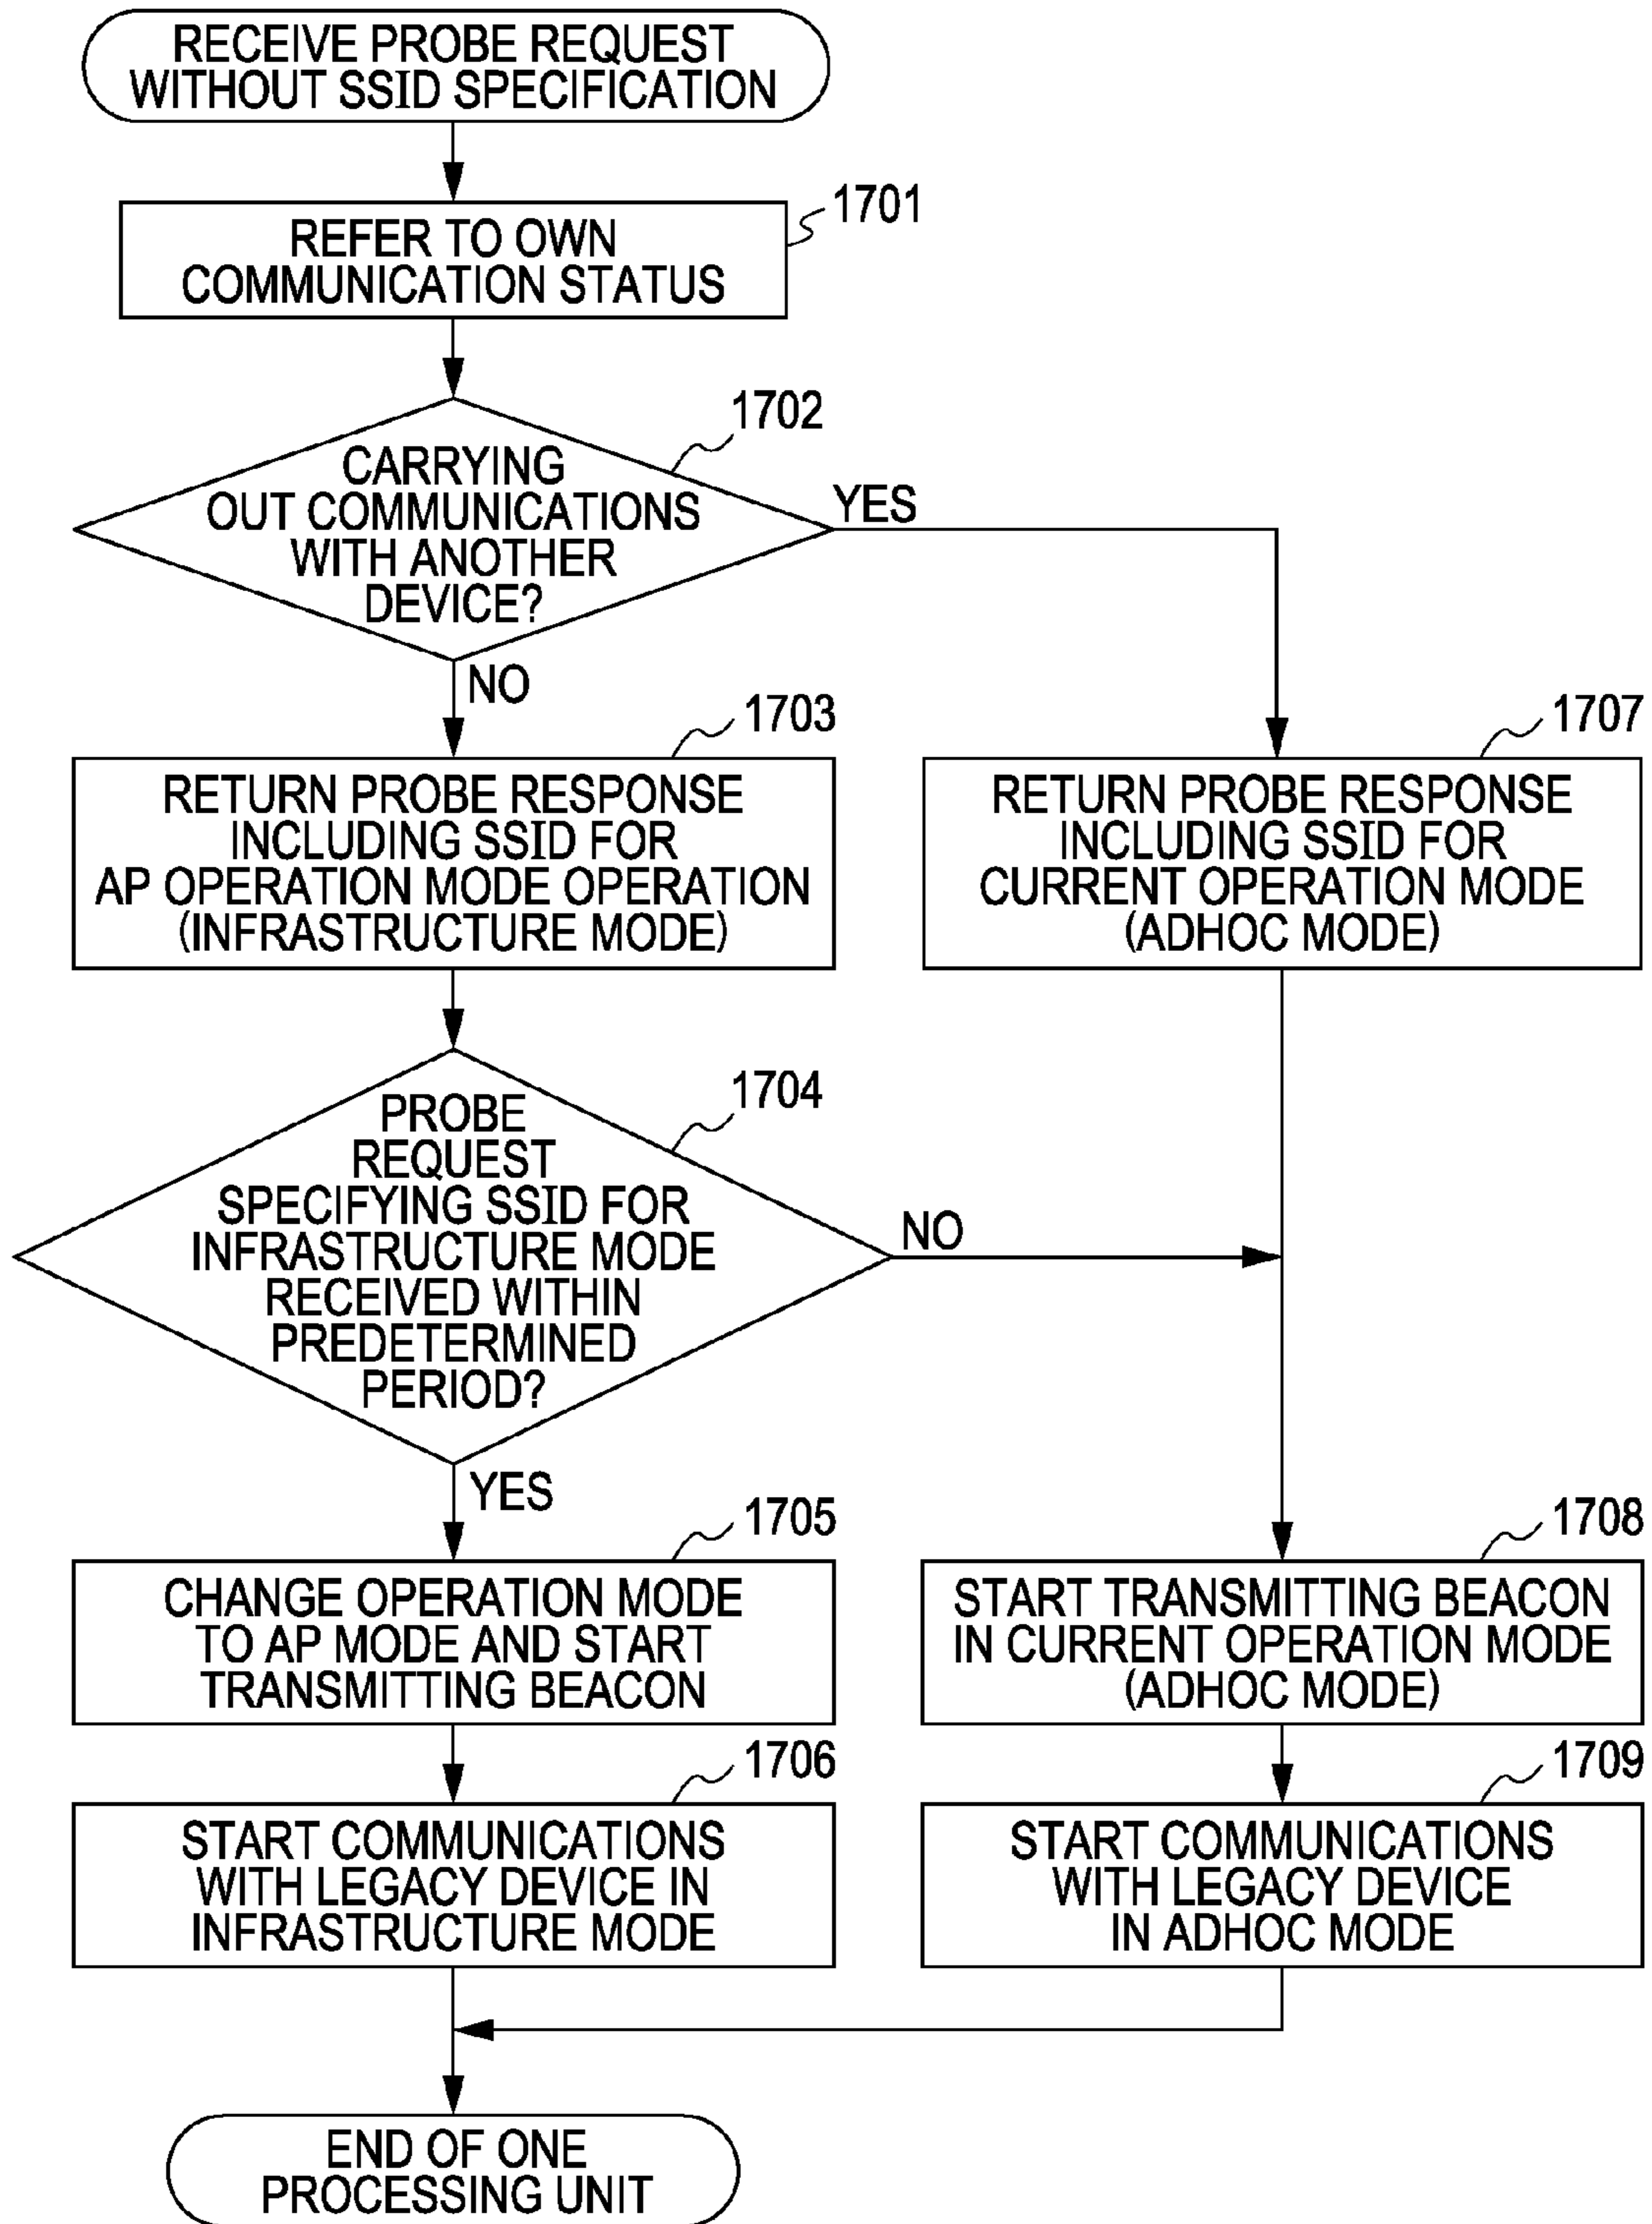 RECEIVE PROBE REQUEST
WITHOUT SSID SPECIFICATION
1701
REFER TO OWN
COMMUNICATION STATUS
1702
CARRYING
OUT COMMUNICATIONS
WITH ANOTHER
DEVICE?
YES
NO
1703
RETURN PROBE RESPONSE
INCLUDING SSID FOR
AP OPERATION MODE OPERATION
(INFRASTRUCTURE MODE)
1707
RETURN PROBE RESPONSE
INCLUDING SSID FOR
CURRENT OPERATION MODE
(ADHOC MODE)
1704
PROBE
REQUEST
SPECIFYING SSID FOR
INFRASTRUCTURE MODE
RECEIVED WITHIN
PREDETERMINED
PERIOD?
NO
YES
1705
CHANGE OPERATION MODE
TO AP MODE AND START
TRANSMITTING BEACON
1708
START TRANSMITTING BEACON
IN CURRENT OPERATION MODE
(ADHOC MODE)
1706
START COMMUNICATIONS
WITH LEGACY DEVICE IN
INFRASTRUCTURE MODE
1709
START COMMUNICATIONS
WITH LEGACY DEVICE
IN ADHOC MODE
END OF ONE
PROCESSING UNIT